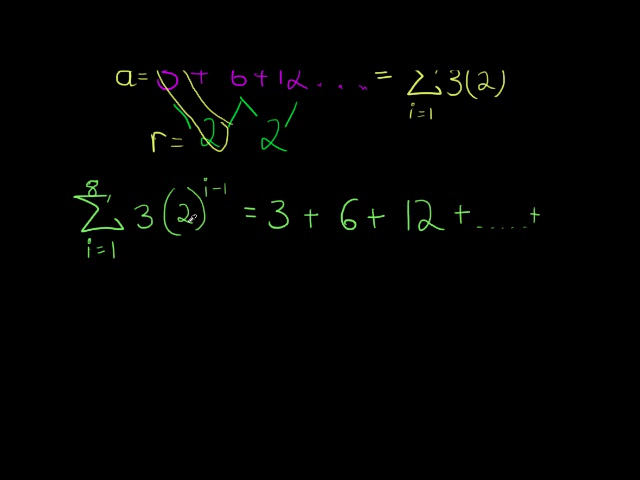 a = 3 + 6 + 12 ..... = ∑ i=1 3(2)
r = 2 2
8 ∑ i=1 3(2)^i-1 = 3 + 6 + 12 + ...... +